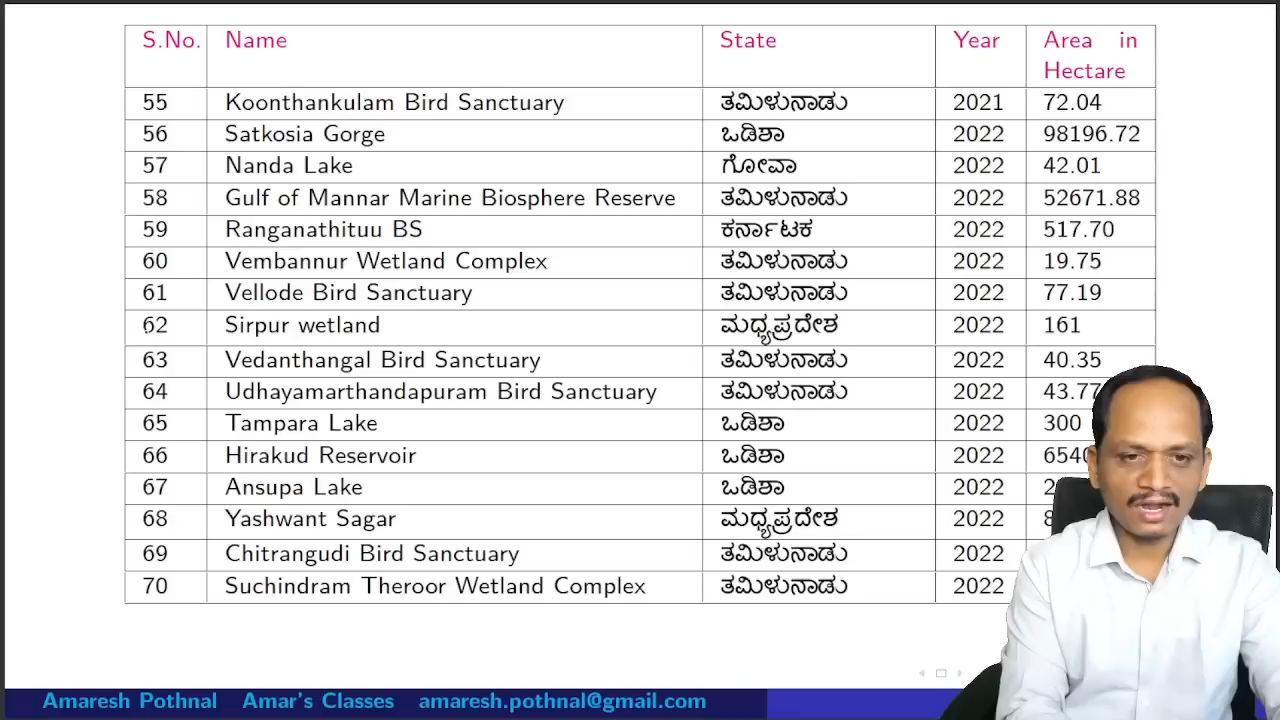 S.No. Name State Year Area in Hectare
55 Koonthankulam Bird Sanctuary ತಮಿಳುನಾಡು 2021 72.04
56 Satkosia Gorge ಒಡಿಶಾ 2022 98196.72
57 Nanda Lake ಗೋವಾ 2022 42.01
58 Gulf of Mannar Marine Biosphere Reserve ತಮಿಳುನಾಡು 2022 52671.88
59 Ranganathituu BS ಕರ್ನಾಟಕ 2022 517.70
60 Vembannur Wetland Complex ತಮಿಳುನಾಡು 2022 19.75
61 Vellode Bird Sanctuary ತಮಿಳುನಾಡು 2022 77.19
62 Sirpur wetland ಮಧ್ಯಪ್ರದೇಶ 2022 161
63 Vedanthangal Bird Sanctuary ತಮಿಳುನಾಡು 2022 40.35
64 Udhayamarthandapuram Bird Sanctuary ತಮಿಳುನಾಡು 2022 43.77
65 Tampara Lake ಒಡಿಶಾ 2022 300
66 Hirakud Reservoir ಒಡಿಶಾ 2022
67 Ansupa Lake ಒಡಿಶಾ 2022
68 Yashwant Sagar ಮಧ್ಯಪ್ರದೇಶ 2022
69 Chitrangudi Bird Sanctuary ತಮಿಳುನಾಡು 2022
70 Suchindram Theroor Wetland Complex ತಮಿಳುನಾಡು 2022
Amaresh Pothnal Amar's Classes amaresh.pothnal@gmail.com